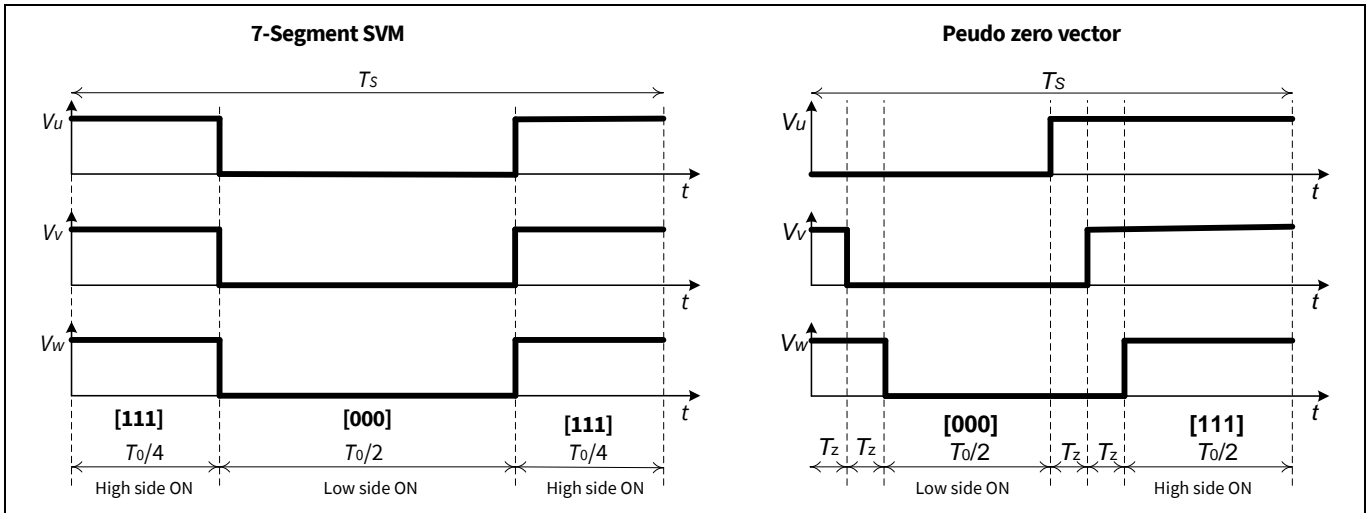 7-Segment SVM
Peudo zero vector
Ts
Ts
Vu
t
Vu
t
Vv
t
Vv
t
Vw
t
Vw
t
[111] [000] [111]
T0/4 T0/2 T0/4
High side ON Low side ON High side ON
[000] [111]
Tz Tz T0/2 Tz Tz T0/2
Low side ON High side ON